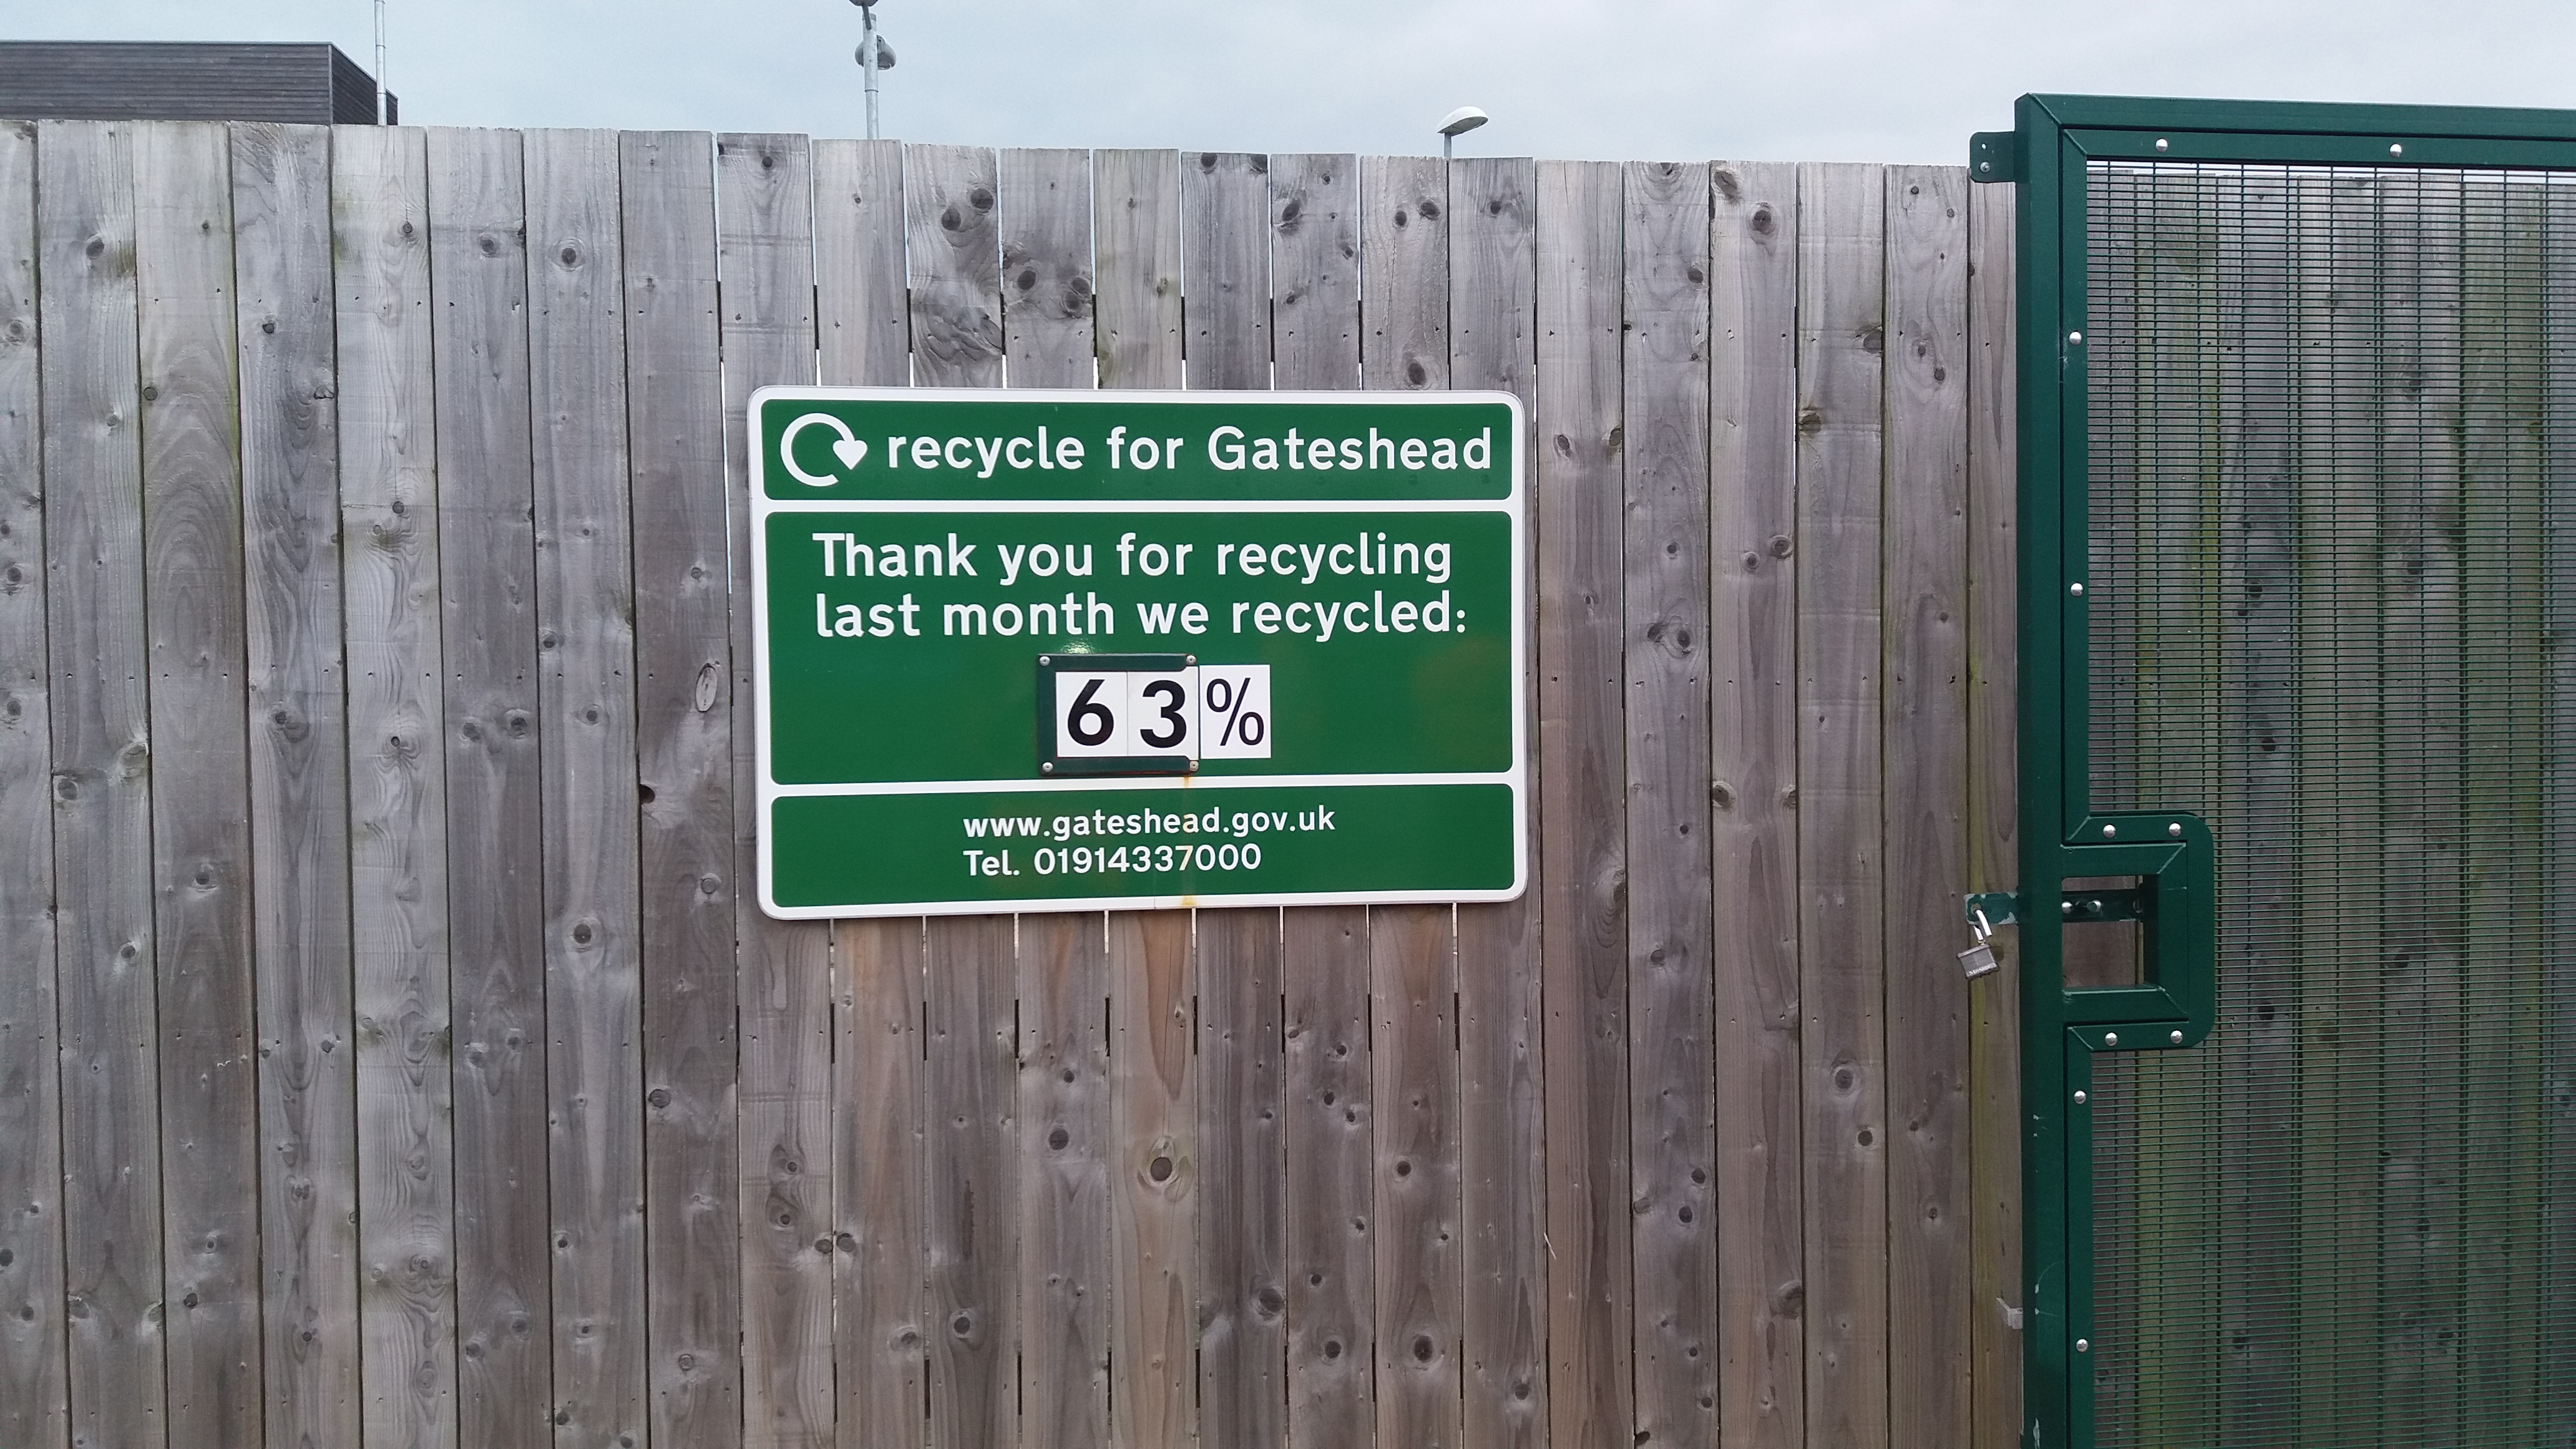 recycle for Gateshead
Thank you for recycling
last month we recycled:
63%
www.gateshead.gov.uk
Tel. 01914337000